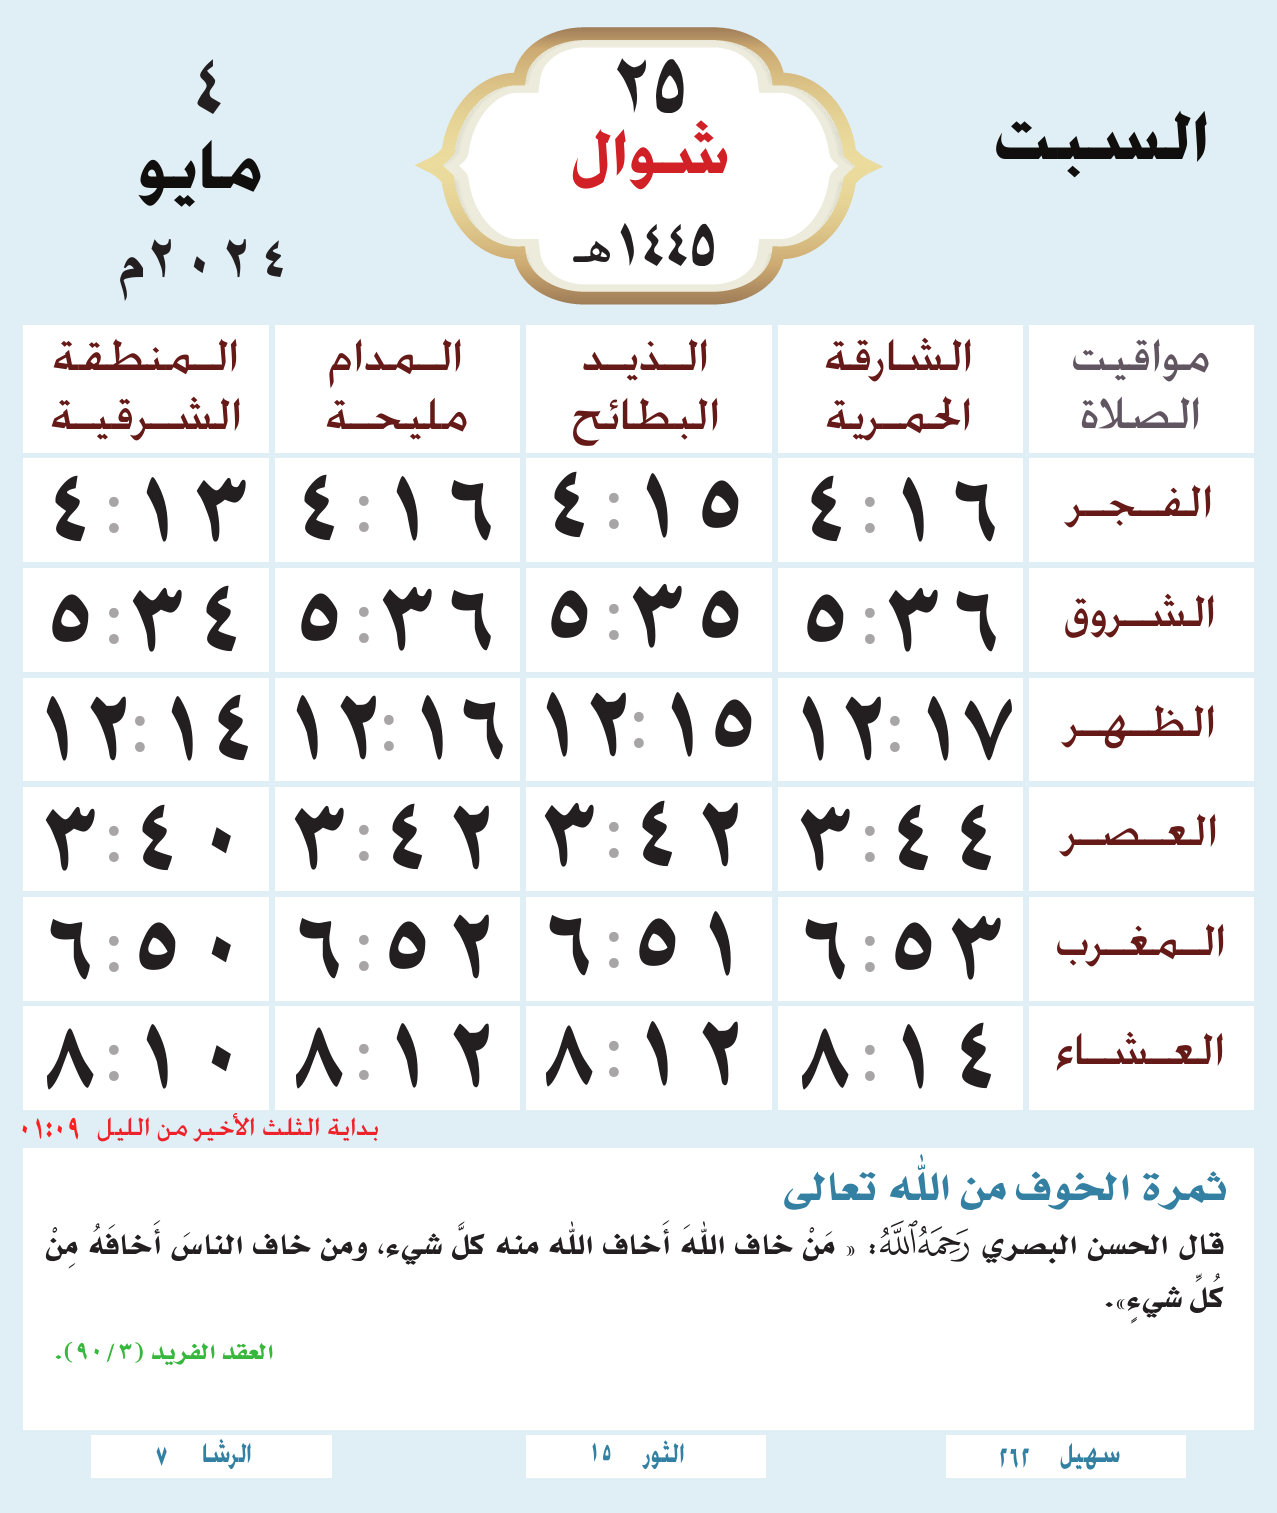 السبت
٢٥
شوال
١٤٤٥هـ
٤
مايو
٢٠٢٤م
مواقيت الصلاة	الشارقة الحمرية	الذيد البطائح	المدام مليحة	المنطقة الشرقية
الفجر	٤:١٦	٤:١٥	٤:١٦	٤:١٣
الشروق	٥:٣٦	٥:٣٥	٥:٣٦	٥:٣٤
الظهر	١٢:١٧	١٢:١٥	١٢:١٦	١٢:١٤
العصر	٣:٤٤	٣:٤٢	٣:٤٢	٣:٤٠
المغرب	٦:٥٣	٦:٥١	٦:٥٢	٦:٥٠
العشاء	٨:١٤	٨:١٢	٨:١٢	٨:١٠
بداية الثلث الأخير من الليل ٠١:٠٩
ثمرة الخوف من الله تعالى
قال الحسن البصري رَحِمَهُ ٱللَّهُ: « مَنْ خاف اللهَ أَخاف الله منه كلَّ شيء، ومن خاف الناسَ أَخافَهُ مِنْ
كُلِّ شيءٍ».
العقد الفريد (٣/ ٩٠).
سهيل ٢٦٢	الثور ١٥	الرشا ٧